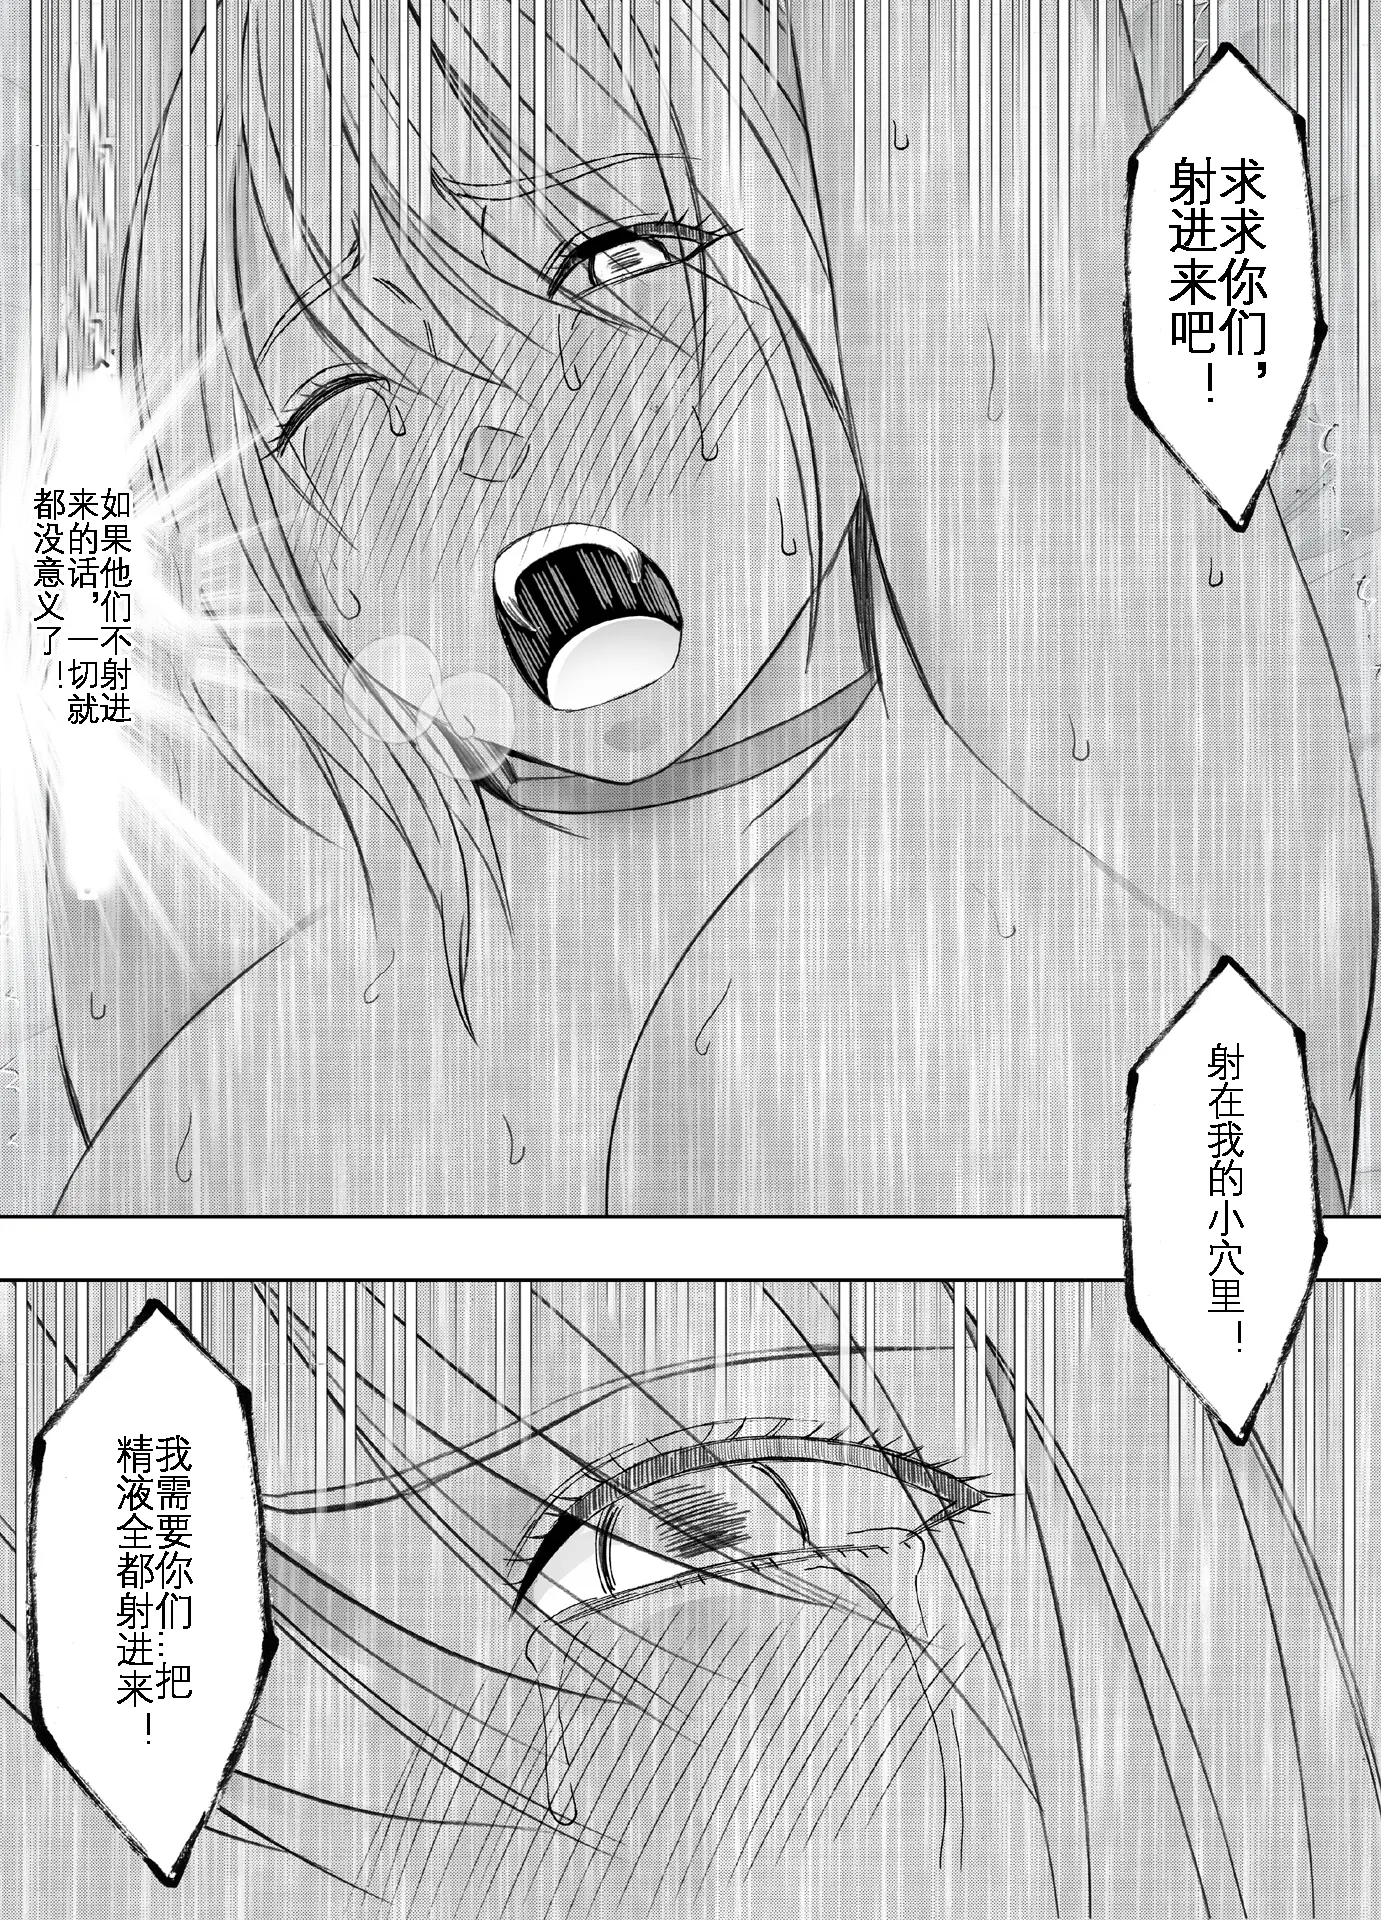 求求你们，
射进来吧！
如果他们不射进
来的话，一切就
都没意义了！
射在我的小穴里！
我需要你们…把
精液全都射进来！